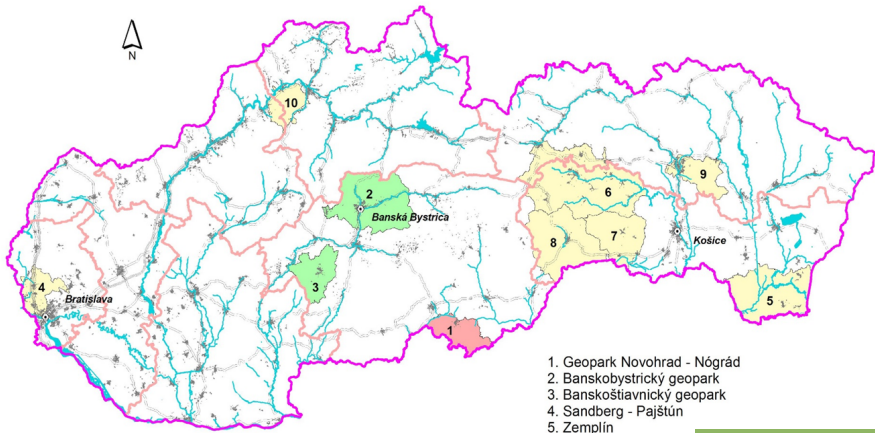 N
10
9
2
6
Banská Bystrica
7
8
Košice
4
3
Bratislava
5
1
1. Geopark Novohrad - Nógrád
2. Banskobystrický geopark
3. Banskoštiavnický geopark
4. Sandberg - Pajštún
5. Zemplín